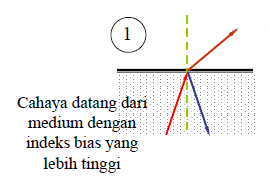 1
Cahaya datang dari
medium dengan
indeks bias yang
lebih tinggi